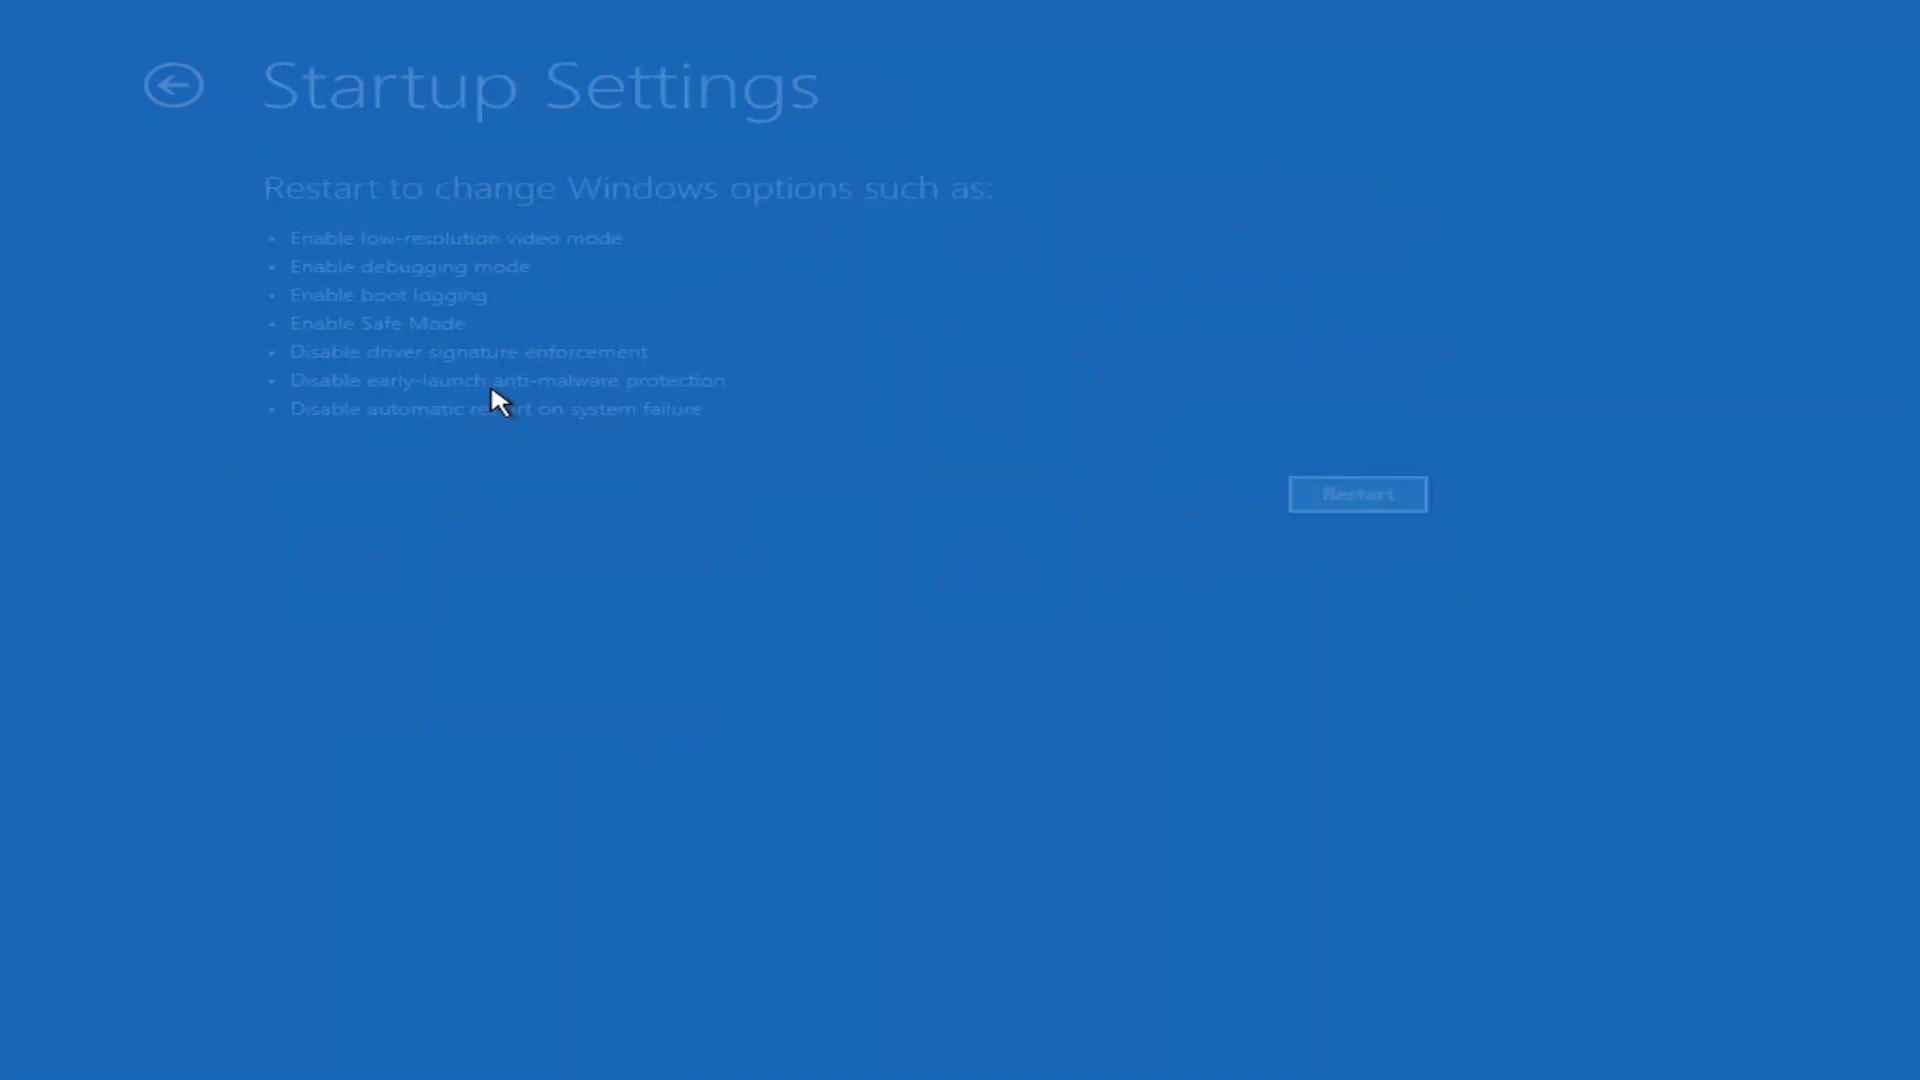 Startup Settings
Restart to change Windows options such as:
• Enable low-resolution video mode
• Enable debugging mode
• Enable boot logging
• Enable Safe Mode
• Disable driver signature enforcement
• Disable early-launch anti-malware protection
• Disable automatic restart on system failure
Restart